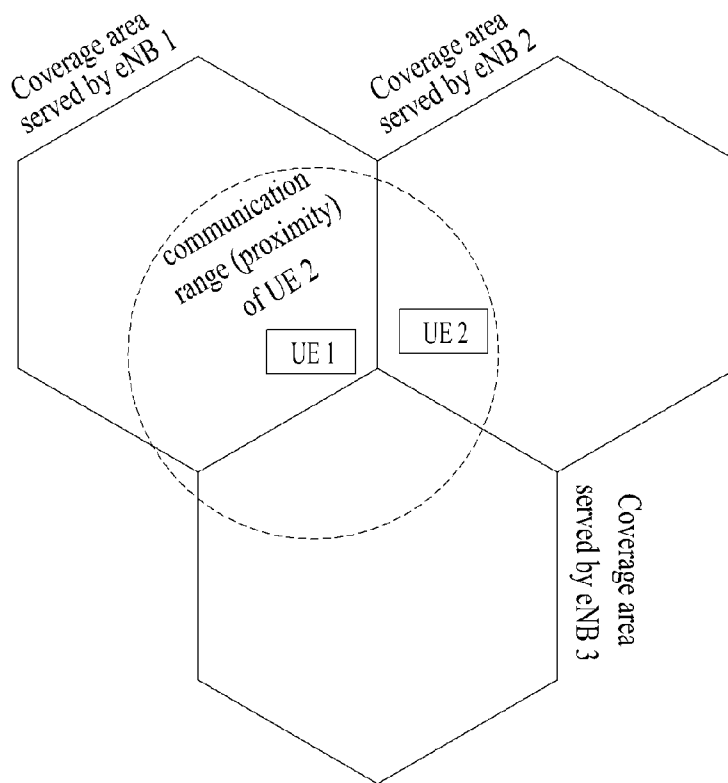 Coverage area
served by eNB 1
Coverage area
served by eNB 2
communication
range (proximity)
of UE 2
UE 1
UE 2
Coverage area
served by eNB 3